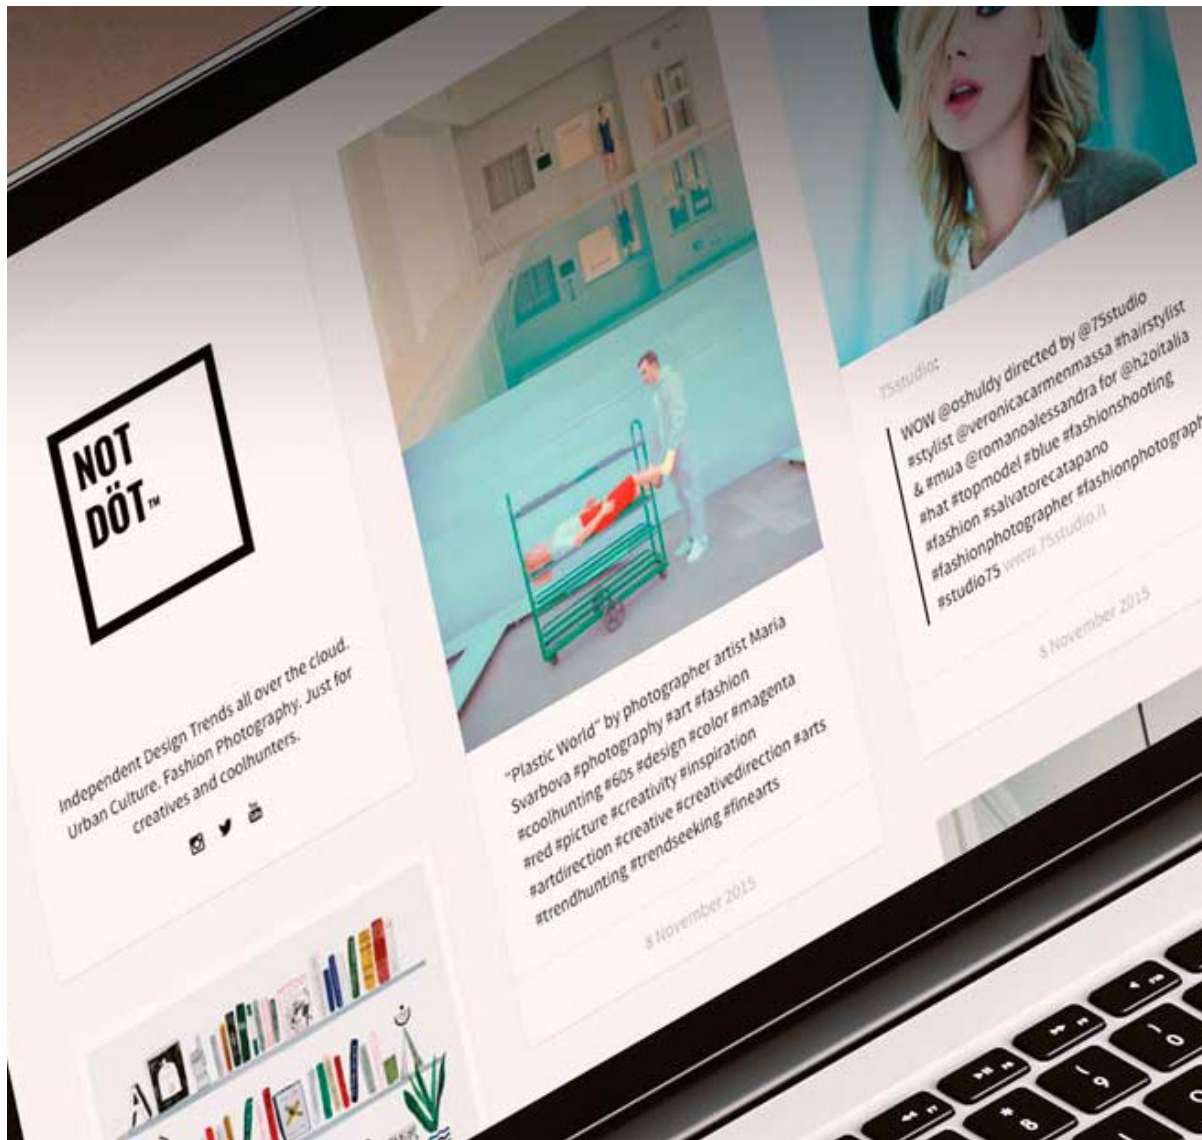 NOT
DÖT™
Independent Design Trends all over the cloud.
Urban Culture. Fashion Photography. Just for
creatives and coolhunters.
"Plastic World" by photographer artist Maria
Svarbova #photography #art #fashion
#coolhunting #60s #design #color #magenta
#red #picture #creativity #inspiration
#artdirection #creative #creativedirection #arts
#trendhunting #trendseeking #finearts
8 November 2015
75studio:
WOW @oshuldy directed by @75studio
#stylist @veronicacarmenmassa #hairstylist
& #mua @romanoalessandra for @h2oitalia
#hat #topmodel #blue #fashionshooting
#fashion #salvatorecatapano
#fashionphotographer #fashionphotograph
#studio75 www.75studio.it
8 November 2015